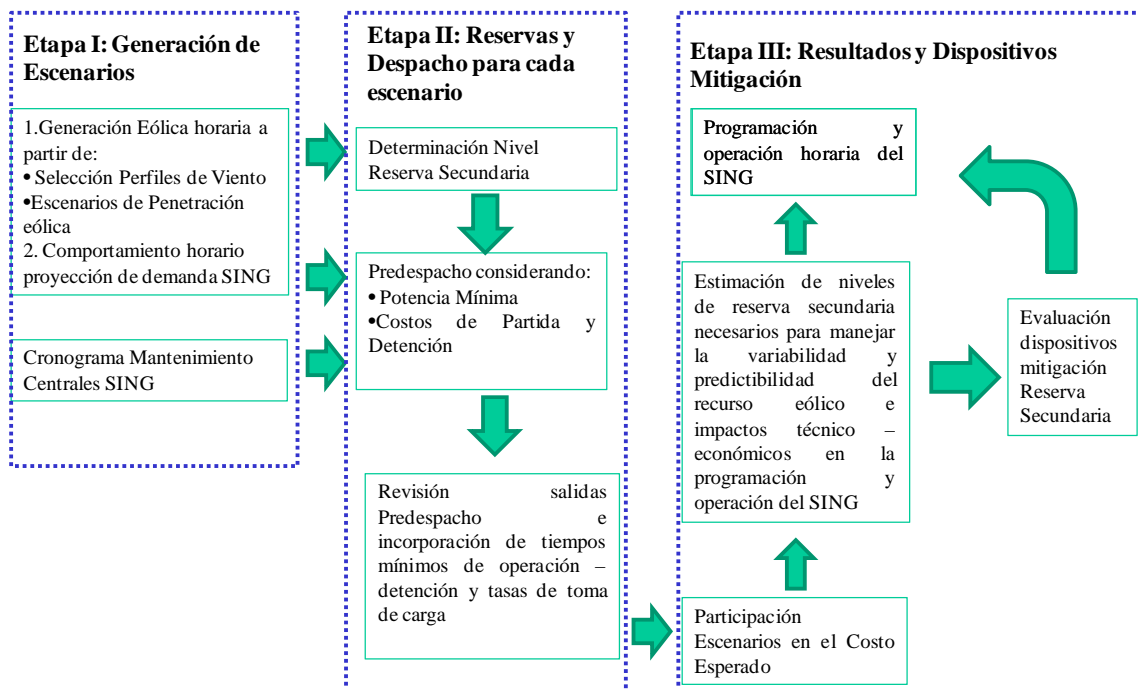 Etapa I: Generación de
Escenarios
1.Generación Eólica horaria a
partir de:
• Selección Perfiles de Viento
•Escenarios de Penetración
eólica
2. Comportamiento horario
proyección de demanda SING
Cronograma Mantenimiento
Centrales SING
Etapa II: Reservas y
Despacho para cada
escenario
Determinación Nivel
Reserva Secundaria
Predespacho considerando:
• Potencia Mínima
•Costos de Partida y
Detención
Revisión salidas
Predespacho e
incorporación de tiempos
mínimos de operación –
detención y tasas de toma
de carga
Etapa III: Resultados y Dispositivos
Mitigación
Programación y
operación horaria del
SING
Estimación de niveles
de reserva secundaria
necesarios para manejar
la variabilidad y
predictibilidad del
recurso eólico e
impactos técnico –
económicos en la
programación y
operación del SING
Participación
Escenarios en el Costo
Esperado
Evaluación
dispositivos
mitigación
Reserva
Secundaria